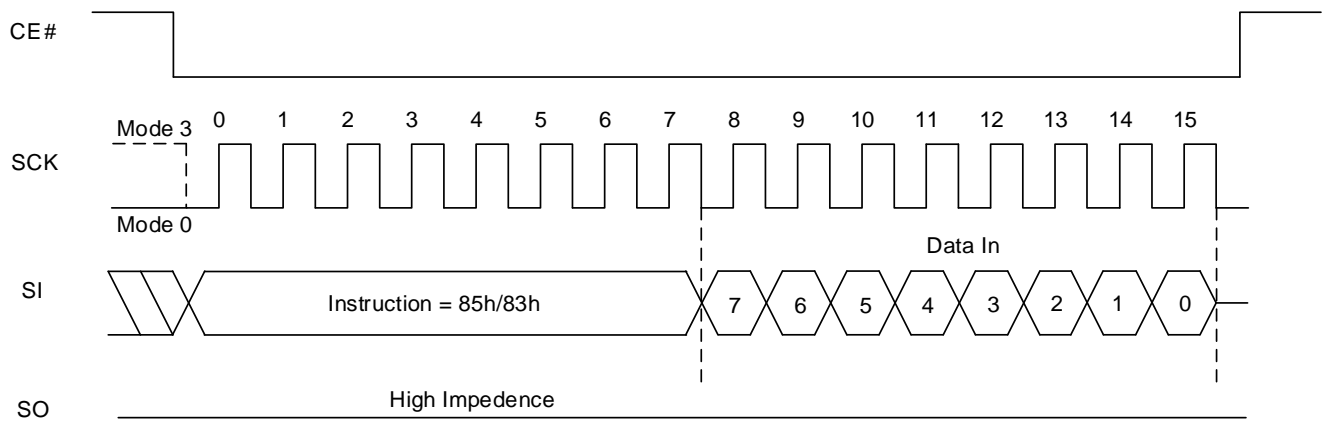 CE#
Mode 3
0 1 2 3 4 5 6 7 8 9 10 11 12 13 14 15
SCK
Mode 0
Data In
SI
Instruction = 85h/83h
7 6 5 4 3 2 1 0
High Impedence
SO